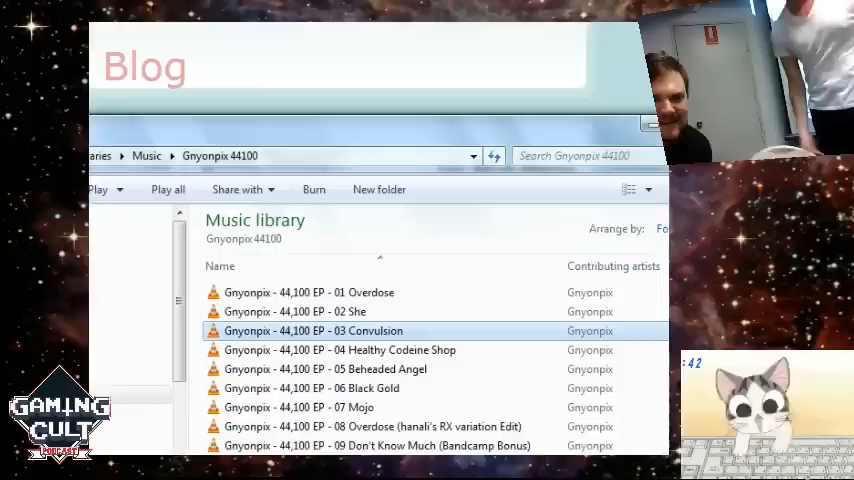 Blog
aries ▸ Music ▸ Gnyonpix 44100
Search Gnyonpix 44100
Play Play all Share with Burn New folder
Music library
Gnyonpix 44100
Arrange by: Fo
Name Contributing artists
Gnyonpix - 44,100 EP - 01 Overdose Gnyonpix
Gnyonpix - 44,100 EP - 02 She Gnyonpix
Gnyonpix - 44,100 EP - 03 Convulsion Gnyonpix
Gnyonpix - 44,100 EP - 04 Healthy Codeine Shop Gnyonpix
Gnyonpix - 44,100 EP - 05 Beheaded Angel Gnyonpix
Gnyonpix - 44,100 EP - 06 Black Gold Gnyonpix
Gnyonpix - 44,100 EP - 07 Mojo Gnyonpix
Gnyonpix - 44,100 EP - 08 Overdose (hanali's RX variation Edit) Gnyonpix
Gnyonpix - 44,100 EP - 09 Don't Know Much (Bandcamp Bonus) Gnyonpix
:42
GAMING
CULT
PODCAST